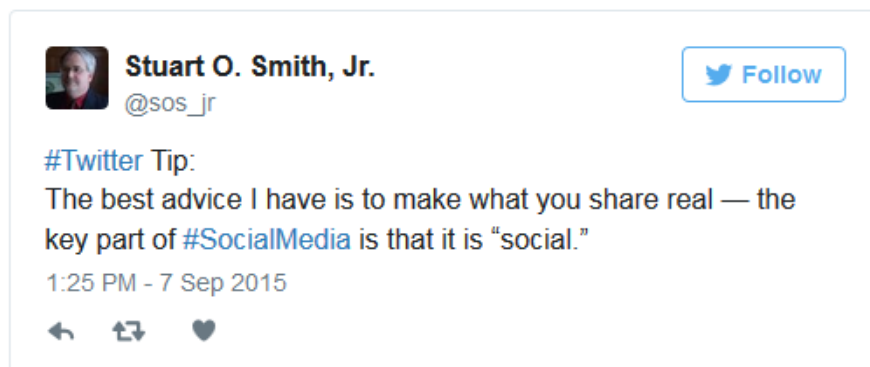 Stuart O. Smith, Jr.
Follow
@sos_jr
#Twitter Tip:
The best advice I have is to make what you share real — the
key part of #SocialMedia is that it is “social.”
1:25 PM - 7 Sep 2015